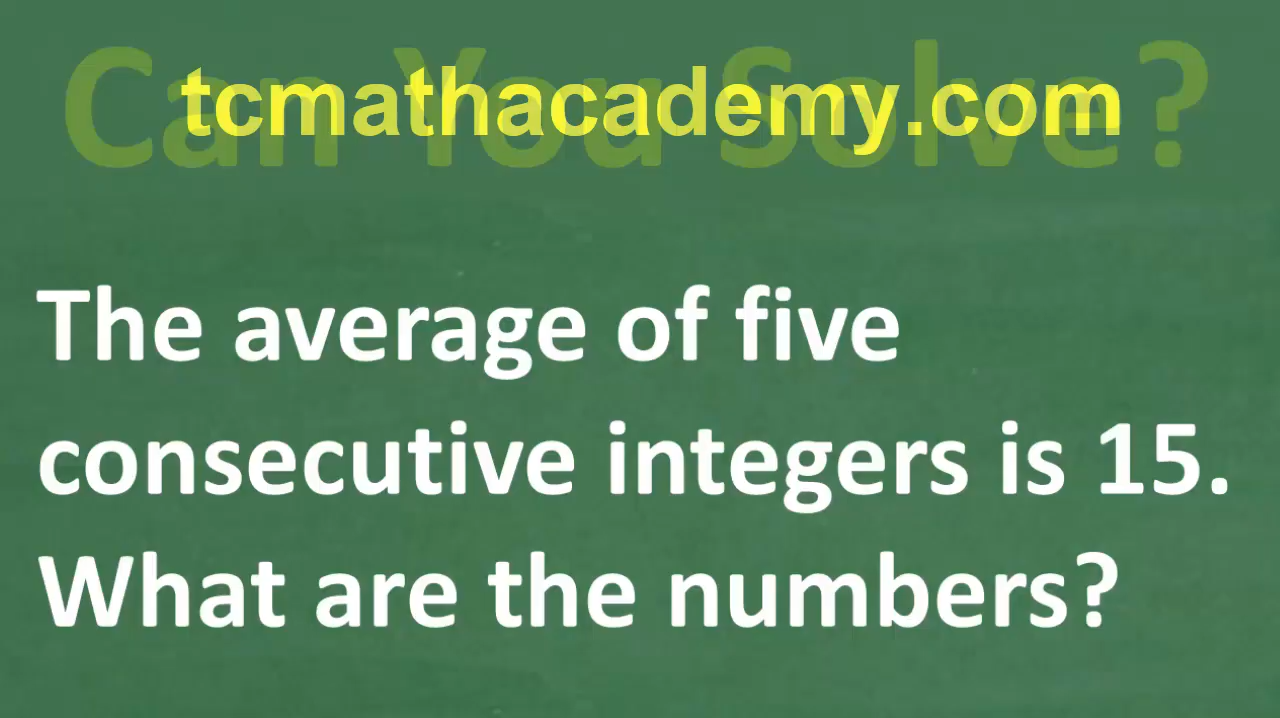 Can You Solve?
tcmathacademy.com
The average of five
consecutive integers is 15.
What are the numbers?